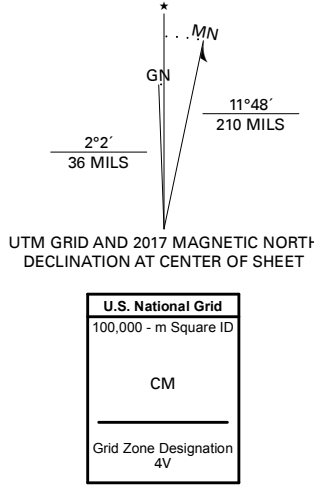 MN
GN
11°48´
210 MILS
2°2´
36 MILS
UTM GRID AND 2017 MAGNETIC NORTH
DECLINATION AT CENTER OF SHEET
U.S. National Grid
100,000 - m Square ID
CM
Grid Zone Designation
4V